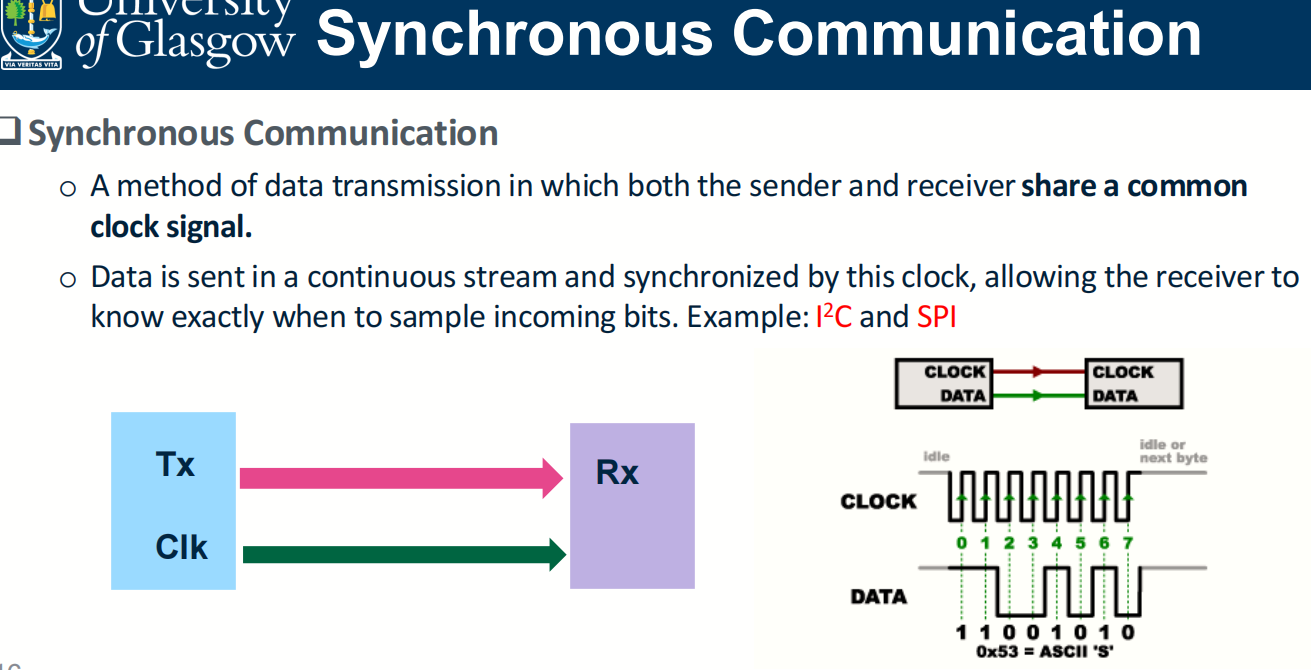 University
of Glasgow
VIA VERITAS VITA
Synchronous Communication
Synchronous Communication
A method of data transmission in which both the sender and receiver share a common
clock signal.
Data is sent in a continuous stream and synchronized by this clock, allowing the receiver to
know exactly when to sample incoming bits. Example: I²C and SPI
Tx
Clk
Rx
CLOCK
DATA
CLOCK
DATA
idle
idle or
next byte
CLOCK
0 1 2 3 4 5 6 7
DATA
1 1 0 0 1 0 1 0
0x53 = ASCII 'S'